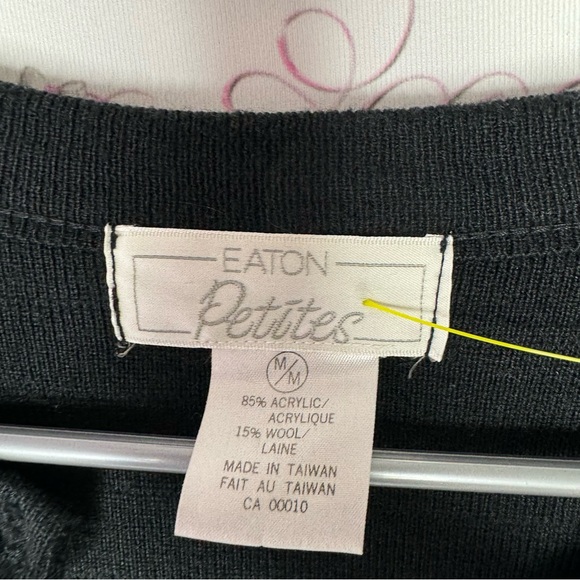 EATON
Petites
M/M
85% ACRYLIC/
ACRYLIQUE
15% WOOL/
LAINE
MADE IN TAIWAN
FAIT AU TAIWAN
CA 00010